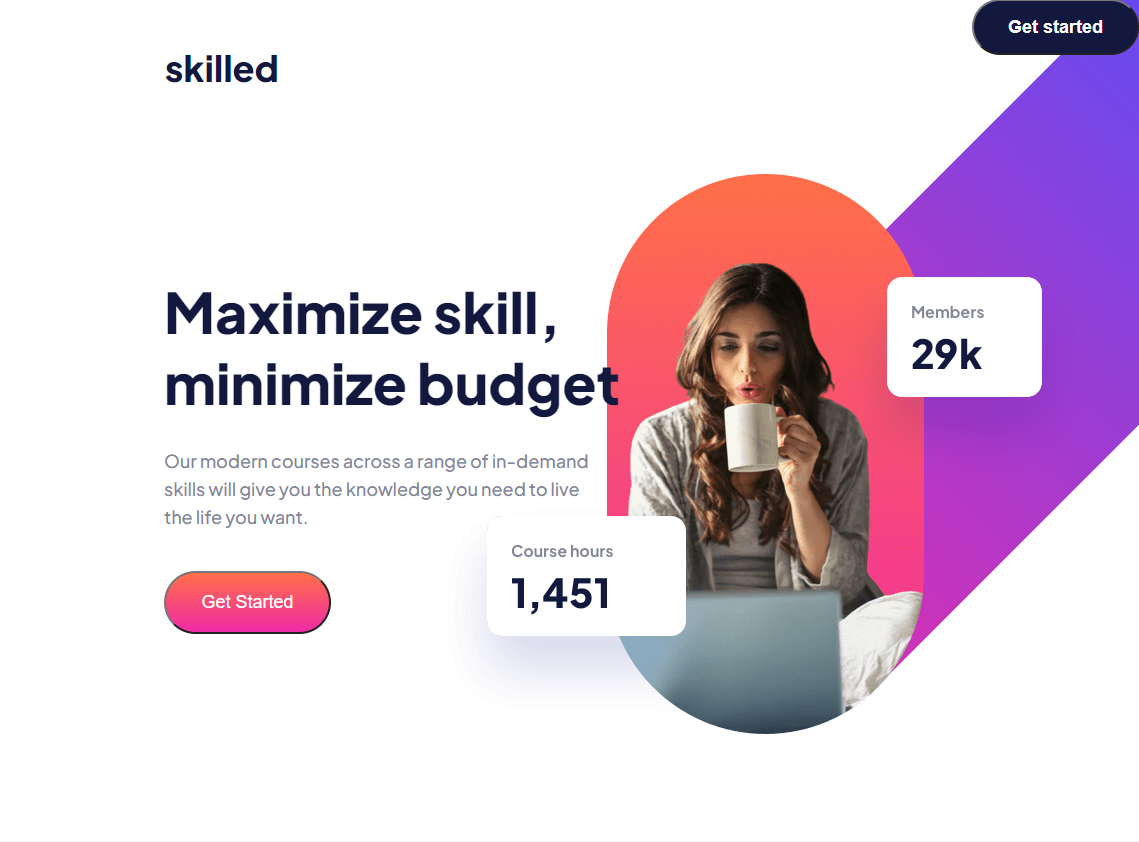 Get started
skilled
Maximize skill,
minimize budget
Members
29k
Our modern courses across a range of in-demand
skills will give you the knowledge you need to live
the life you want.
Course hours
1,451
Get Started